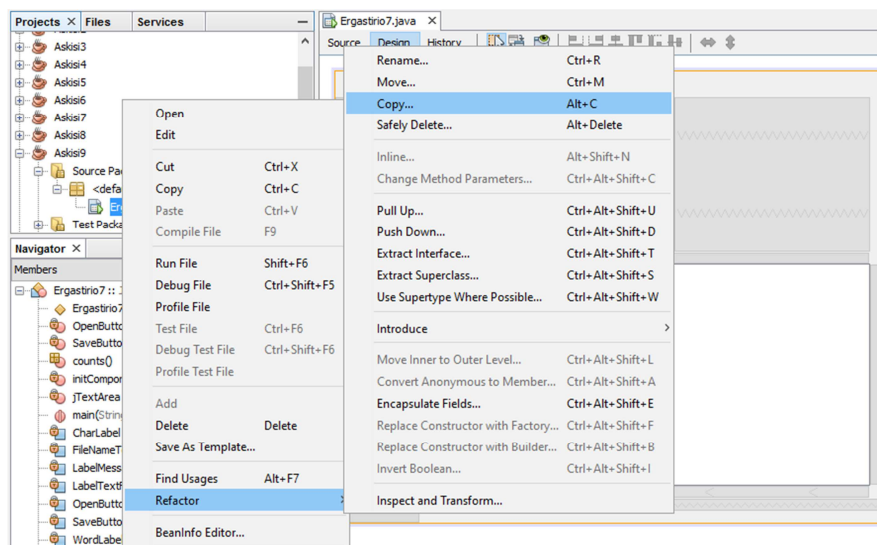 Projects × Files Services
Askisi3
Askisi4
Askisi5
Askisi6
Askisi7
Askisi8
Askisi9
Source Pa
<defa
Er
Test Packa
Navigator ×
Members
Ergastirio7 ::
Ergastirio7
OpenButto
SaveButto
counts()
initCompor
jTextArea
main(String
CharLabel
FileNameT
LabelMess
LabelTextf
OpenButto
SaveButto
WordLabe
Ergastirio7.java ×
Source Design History
Open
Edit
Cut Ctrl+X
Copy Ctrl+C
Paste Ctrl+V
Compile File F9
Run File Shift+F6
Debug File Ctrl+Shift+F5
Profile File
Test File Ctrl+F6
Debug Test File Ctrl+Shift+F6
Profile Test File
Add
Delete Delete
Save As Template...
Find Usages Alt+F7
Refactor
BeanInfo Editor...
Rename... Ctrl+R
Move... Ctrl+M
Copy... Alt+C
Safely Delete... Alt+Delete
Inline... Alt+Shift+N
Change Method Parameters... Ctrl+Alt+Shift+C
Pull Up... Ctrl+Alt+Shift+U
Push Down... Ctrl+Alt+Shift+D
Extract Interface... Ctrl+Alt+Shift+T
Extract Superclass... Ctrl+Alt+Shift+S
Use Supertype Where Possible... Ctrl+Alt+Shift+W
Introduce
Move Inner to Outer Level... Ctrl+Alt+Shift+L
Convert Anonymous to Member... Ctrl+Alt+Shift+A
Encapsulate Fields... Ctrl+Alt+Shift+E
Replace Constructor with Factory... Ctrl+Alt+Shift+F
Replace Constructor with Builder... Ctrl+Alt+Shift+B
Invert Boolean... Ctrl+Alt+Shift+I
Inspect and Transform...